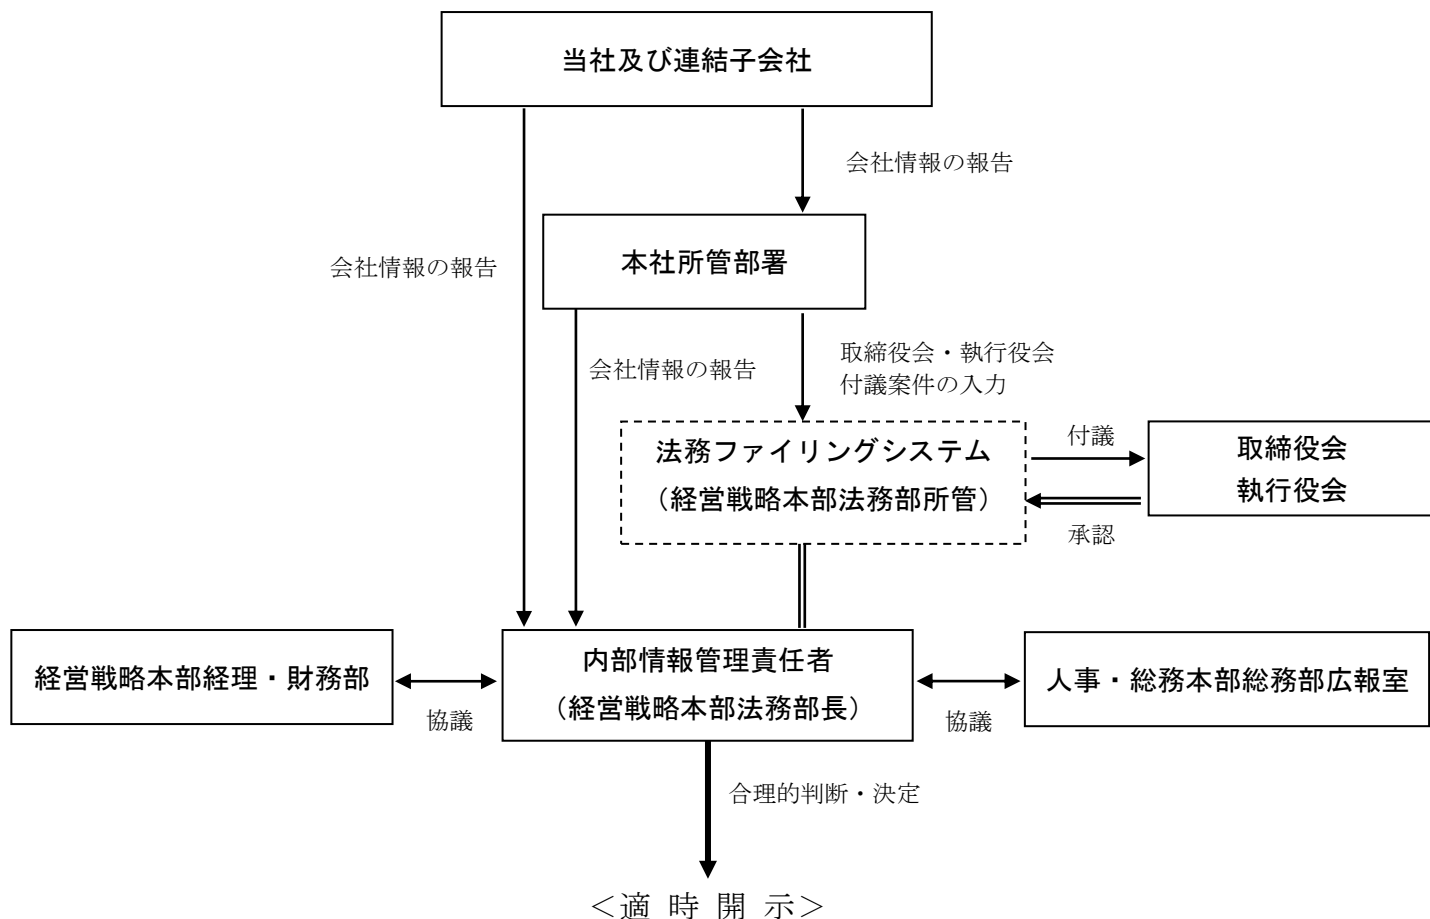 当社及び連結子会社
会社情報の報告
本社所管部署
会社情報の報告
会社情報の報告
取締役会・執行役会
付議案件の入力
法務ファイリングシステム
（経営戦略本部法務部所管）
付議
承認
取締役会
執行役会
経営戦略本部経理・財務部
協議
内部情報管理責任者
（経営戦略本部法務部長）
協議
人事・総務本部総務部広報室
合理的判断・決定
＜適 時 開 示＞